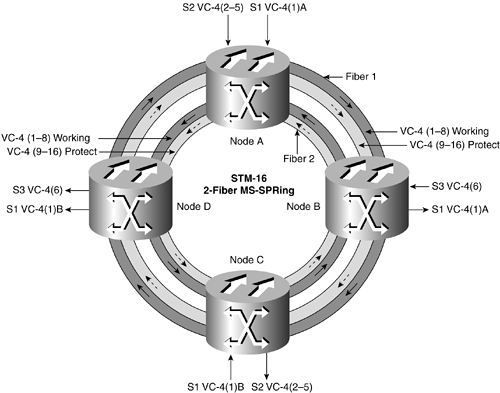 S2 VC-4(2–5) S1 VC-4(1)A
Fiber 1
VC-4 (1–8) Working
VC-4 (9–16) Protect
Node A
VC-4 (1–8) Working
VC-4 (9–16) Protect
Fiber 2
STM-16
2-Fiber MS-SPRing
S3 VC-4(6)
S1 VC-4(1)B
Node D
Node B
S3 VC-4(6)
S1 VC-4(1)A
Node C
S1 VC-4(1)B S2 VC-4(2–5)